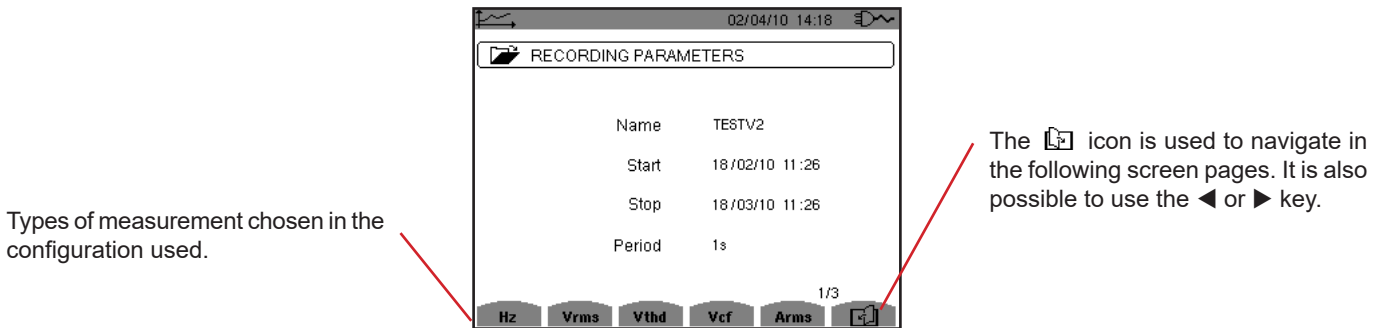 02/04/10 14:18
RECORDING PARAMETERS
Name TESTV2
Start 18/02/10 11:26
Stop 18/03/10 11:26
Period 1s
1/3
Hz Vrms Vthd Vcf Arms
Types of measurement chosen in the
configuration used.
The icon is used to navigate in
the following screen pages. It is also
possible to use the ◄ or ► key.